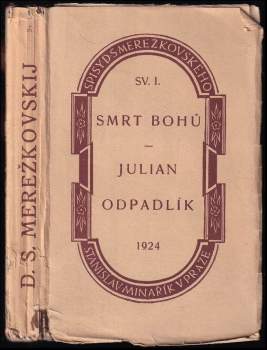 D. S. MEREŽKOVSKIJ
SPISY D. S. MEREŽKOVSKÉHO
SV. I.
SMRT BOHŮ
—
JULIAN
ODPADLÍK
1924
STANISLAV MINAŘÍK V PRAZE